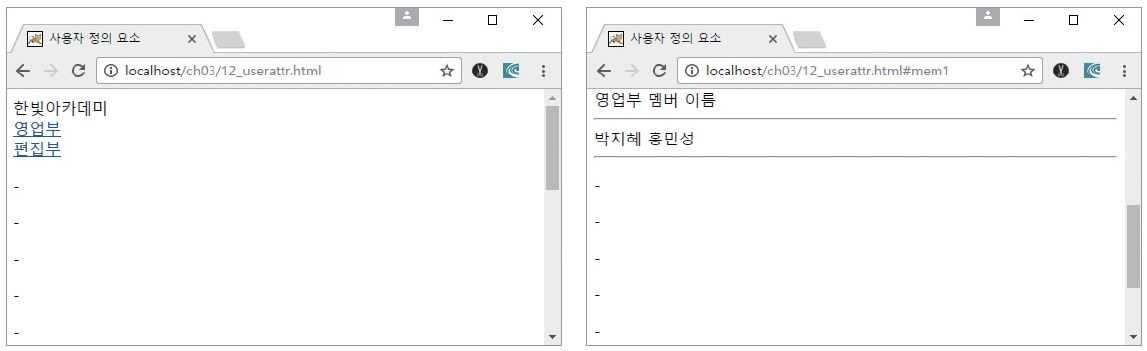 사용자 정의 요소
localhost/ch03/12_userattr.html
한빛아카데미
영업부
편집부
-
-
-
-
-
사용자 정의 요소
localhost/ch03/12_userattr.html#mem1
영업부 멤버 이름
박지혜 홍민성
-
-
-
-
-